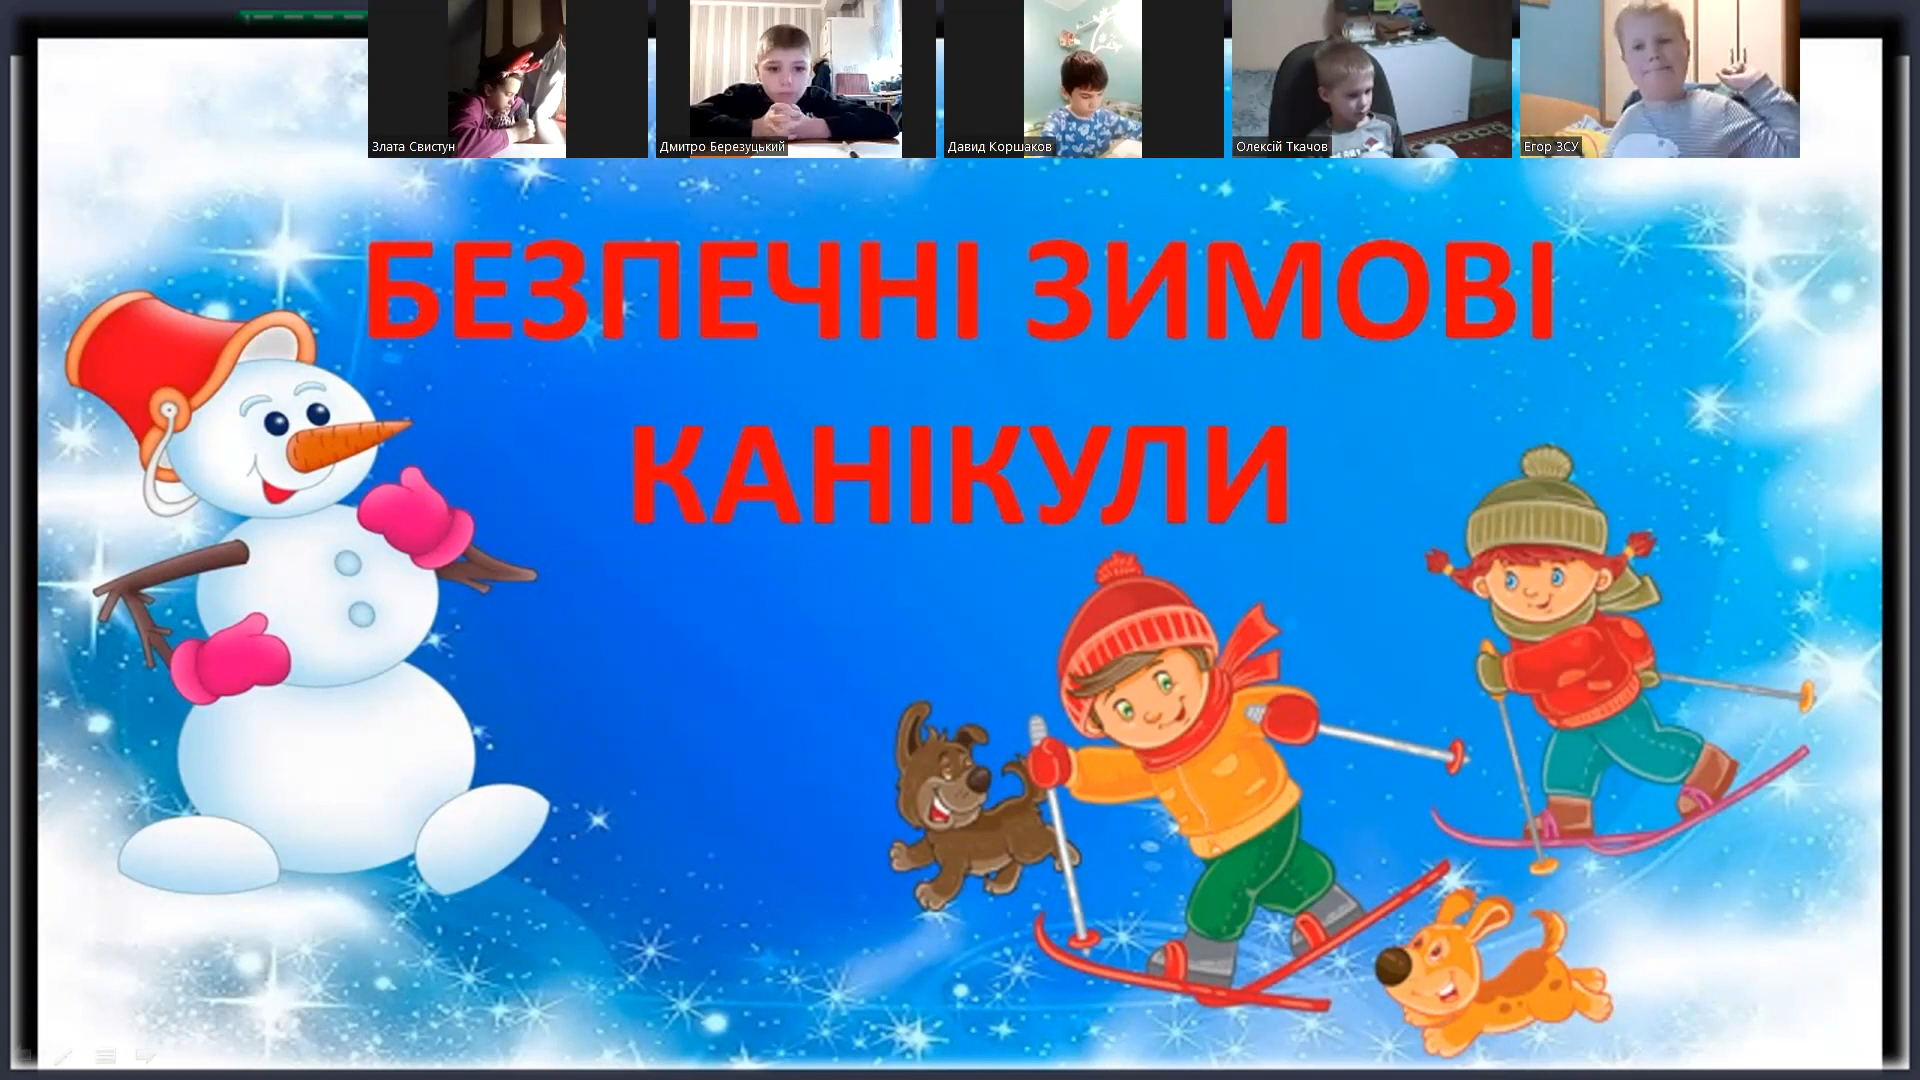 Злата Свистун
Дмитро Березуцький
Давид Коршаков
Олексій Ткачов
Егор ЗСУ
БЕЗПЕЧНІ ЗИМОВІ
КАНІКУЛИ